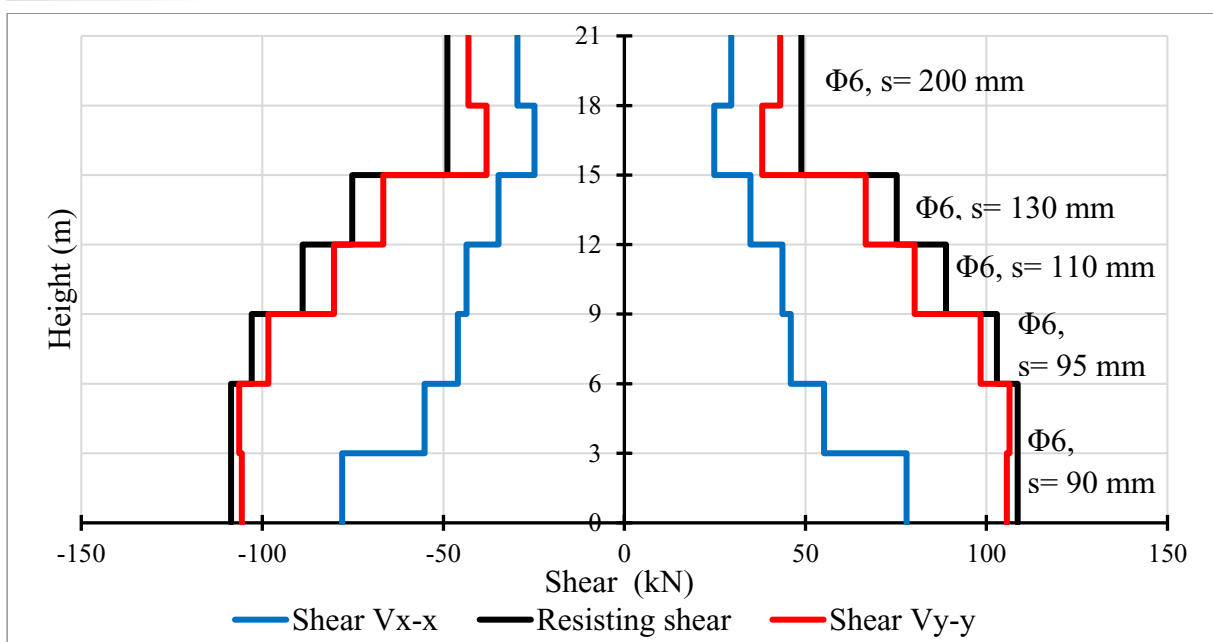 21
18
15
12
9
6
3
0
Height (m)
Φ6, s= 200 mm
Φ6, s= 130 mm
Φ6, s= 110 mm
Φ6,
s= 95 mm
Φ6,
s= 90 mm
-150 -100 -50 0 50 100 150
Shear (kN)
Shear Vx-x Resisting shear Shear Vy-y